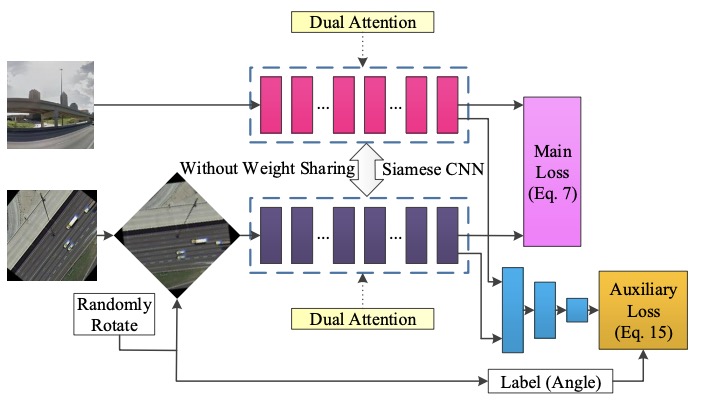 Dual Attention
...
...
...
Without Weight Sharing
Siamese CNN
Main
Loss
(Eq. 7)
...
...
...
Randomly
Rotate
Dual Attention
Auxiliary
Loss
(Eq. 15)
Label (Angle)